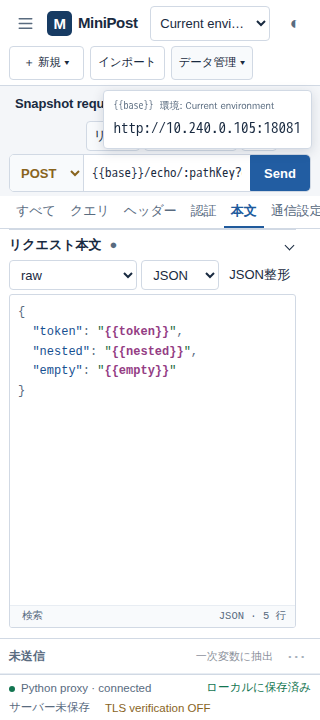 M MiniPost Current envi…
＋ 新規 ▾ インポート データ管理 ▾
Snapshot requ
{{base}} 環境: Current environment
http://10.240.0.105:18081
POST {{base}}/echo/:pathKey? Send
すべて クエリ ヘッダー 認証 本文 通信設定
リクエスト本文 ●
raw JSON JSON整形
{
"token": "{{token}}",
"nested": "{{nested}}",
"empty": "{{empty}}"
}
検索 JSON · 5 行
未送信 一次変数に抽出 ···
Python proxy · connected ローカルに保存済み
サーバー未保存 TLS verification OFF